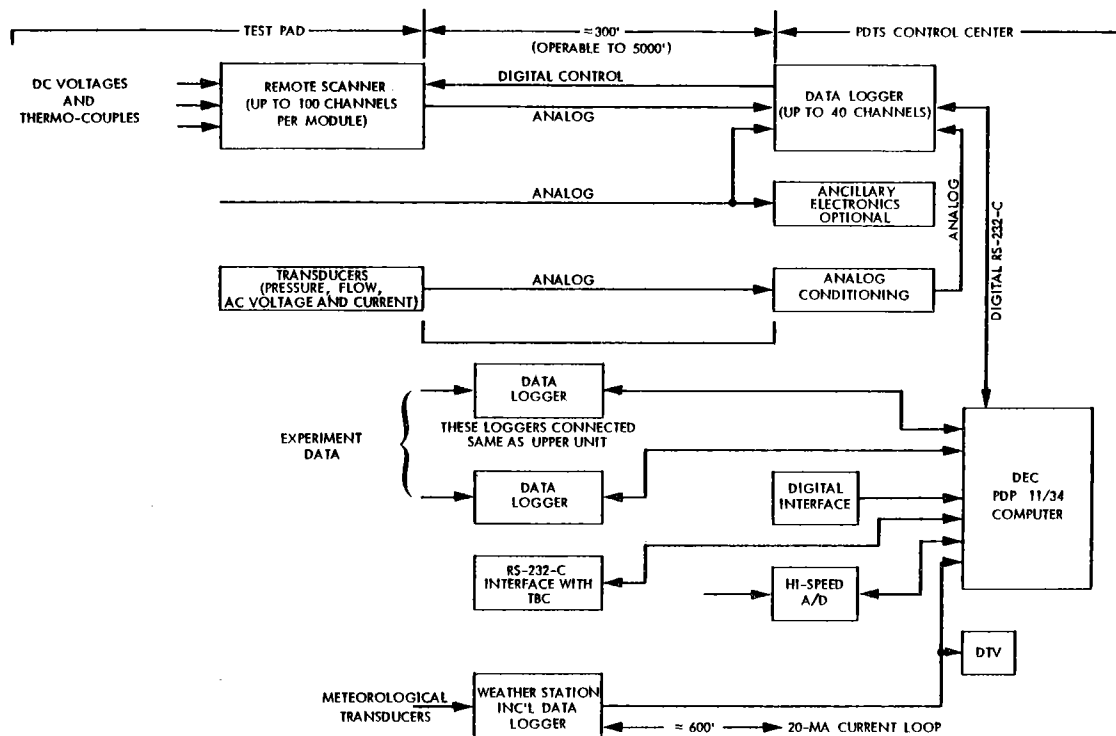 TEST PAD
≈300'
(OPERABLE TO 5000')
PDTS CONTROL CENTER
DC VOLTAGES
AND
THERMO-COUPLES
REMOTE SCANNER
(UP TO 100 CHANNELS
PER MODULE)
DIGITAL CONTROL
ANALOG
DATA LOGGER
(UP TO 40 CHANNELS)
ANALOG
ANCILLARY
ELECTRONICS
OPTIONAL
ANALOG
DIGITAL RS-232-C
TRANSDUCERS
(PRESSURE, FLOW,
AC VOLTAGE AND CURRENT)
ANALOG
ANALOG
CONDITIONING
EXPERIMENT
DATA
DATA
LOGGER
THESE LOGGERS CONNECTED
SAME AS UPPER UNIT
DATA
LOGGER
DIGITAL
INTERFACE
DEC
PDP 11/34
COMPUTER
RS-232-C
INTERFACE WITH
TBC
HI-SPEED
A/D
DTV
METEOROLOGICAL
TRANSDUCERS
WEATHER STATION
INC'L DATA
LOGGER
≈ 600'
20-MA CURRENT LOOP